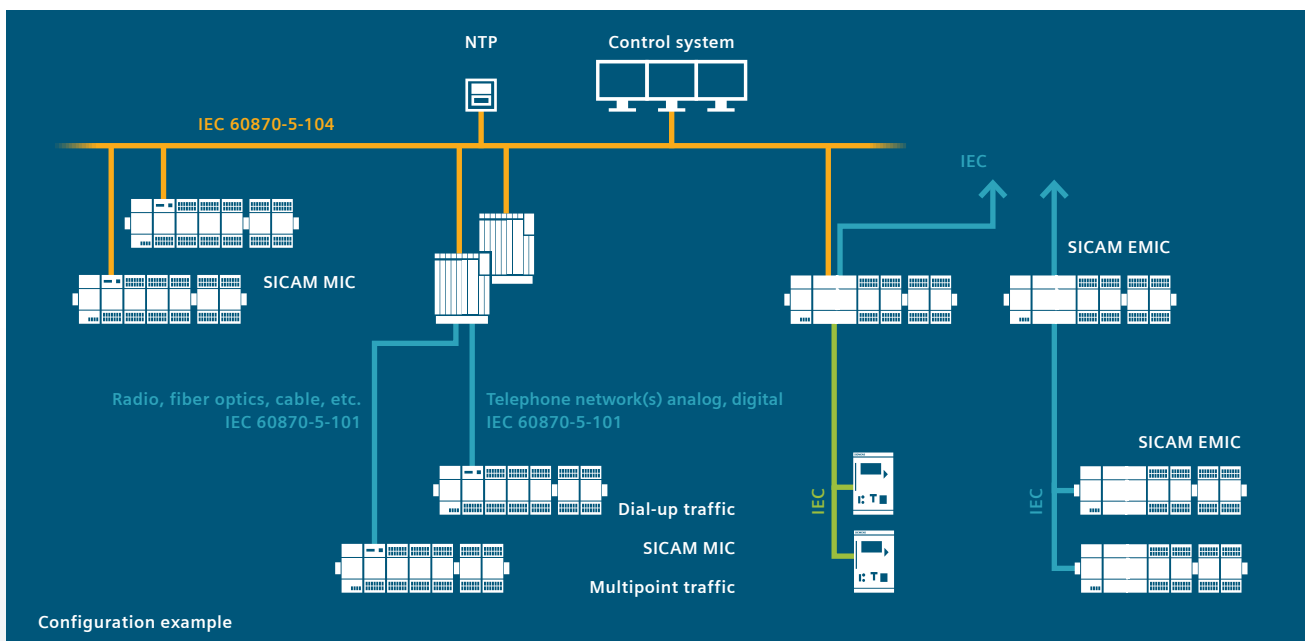 NTP
Control system
IEC 60870-5-104
IEC
SICAM EMIC
SICAM MIC
Radio, fiber optics, cable, etc.
IEC 60870-5-101
Telephone network(s) analog, digital
IEC 60870-5-101
SICAM EMIC
IEC
IEC
Dial-up traffic
SICAM MIC
Multipoint traffic
Configuration example